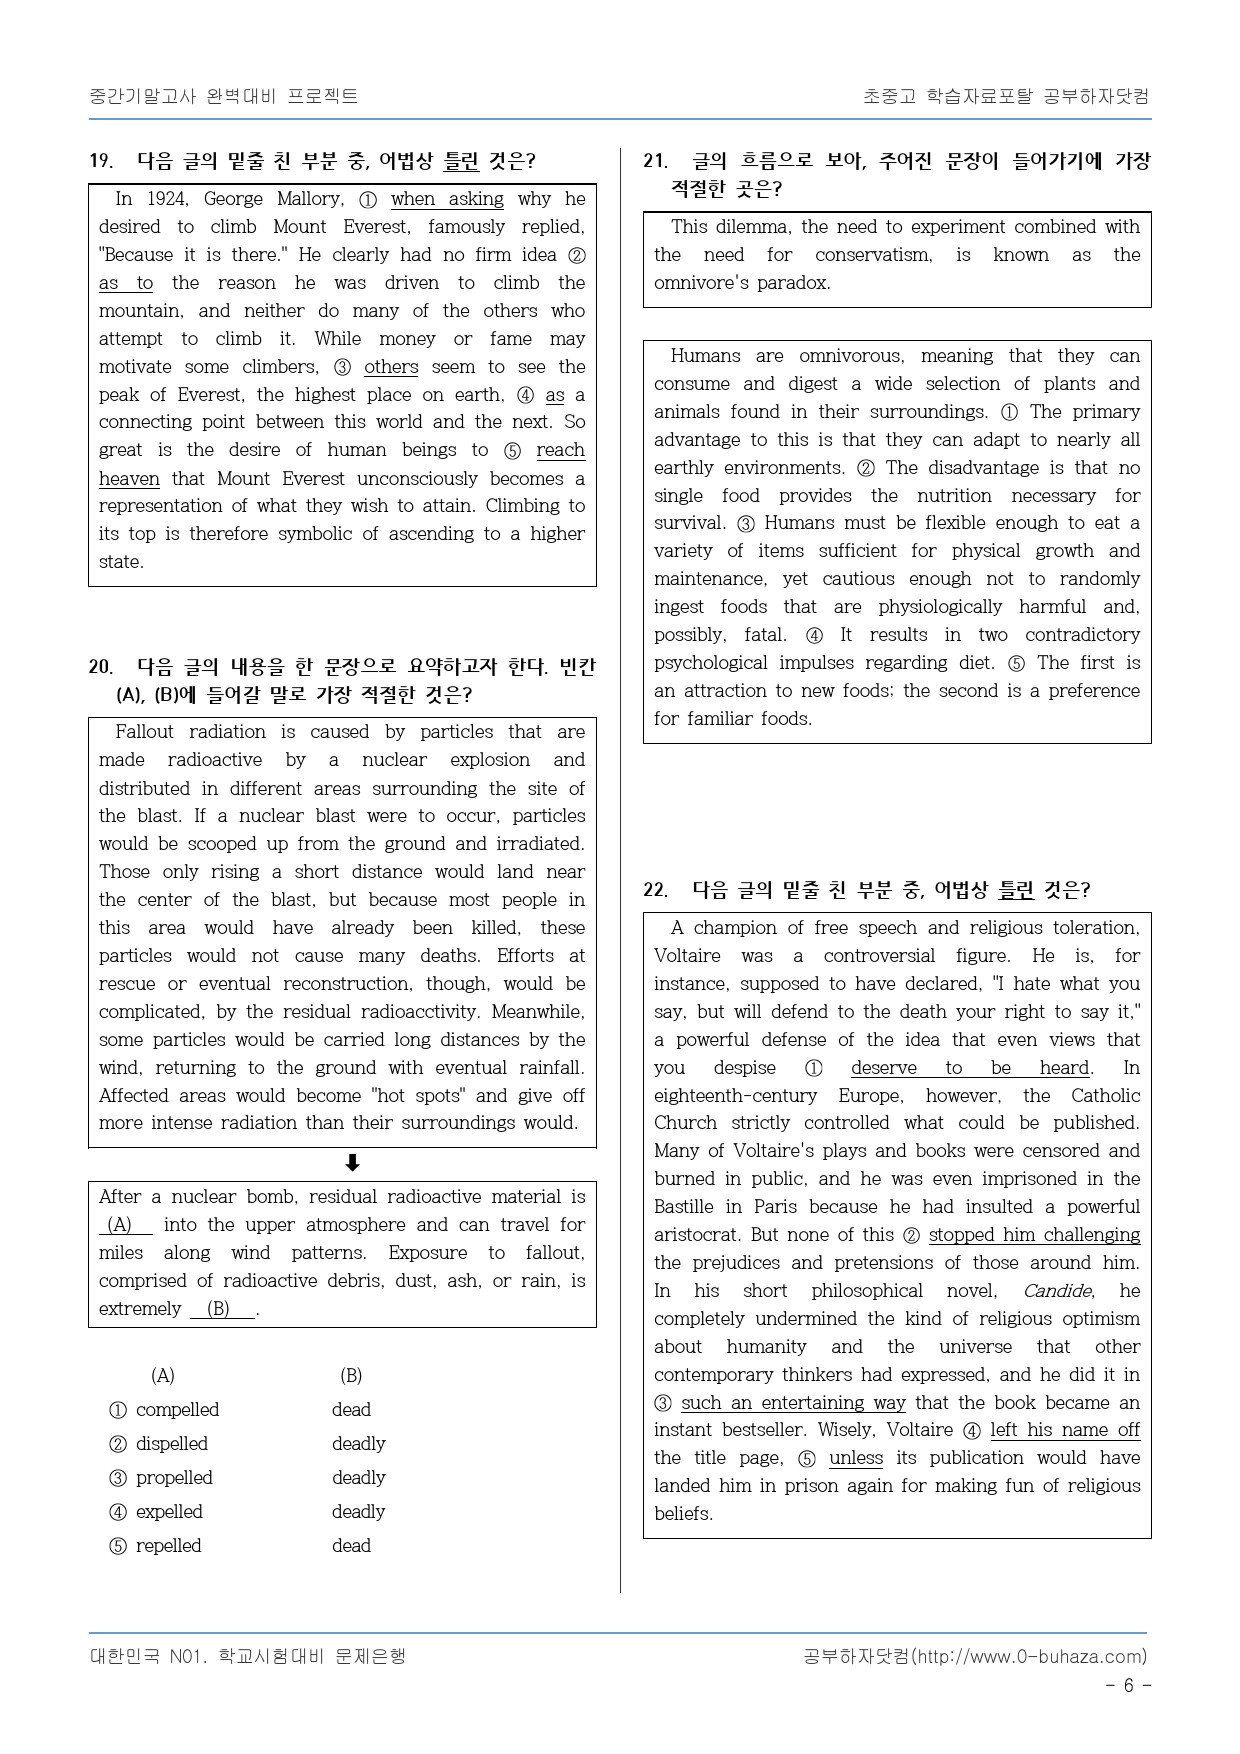 중간기말고사 완벽대비 프로젝트
초중고 학습자료포탈 공부하자닷컴
19. 다음 글의 밑줄 친 부분 중, 어법상 틀린 것은?
In 1924, George Mallory, ① when asking why he
desired to climb Mount Everest, famously replied,
"Because it is there." He clearly had no firm idea ②
as to the reason he was driven to climb the
mountain, and neither do many of the others who
attempt to climb it. While money or fame may
motivate some climbers, ③ others seem to see the
peak of Everest, the highest place on earth, ④ as a
connecting point between this world and the next. So
great is the desire of human beings to ⑤ reach
heaven that Mount Everest unconsciously becomes a
representation of what they wish to attain. Climbing to
its top is therefore symbolic of ascending to a higher
state.
20. 다음 글의 내용을 한 문장으로 요약하고자 한다. 빈칸
(A), (B)에 들어갈 말로 가장 적절한 것은?
Fallout radiation is caused by particles that are
made radioactive by a nuclear explosion and
distributed in different areas surrounding the site of
the blast. If a nuclear blast were to occur, particles
would be scooped up from the ground and irradiated.
Those only rising a short distance would land near
the center of the blast, but because most people in
this area would have already been killed, these
particles would not cause many deaths. Efforts at
rescue or eventual reconstruction, though, would be
complicated, by the residual radioacctivity. Meanwhile,
some particles would be carried long distances by the
wind, returning to the ground with eventual rainfall.
Affected areas would become "hot spots" and give off
more intense radiation than their surroundings would.
After a nuclear bomb, residual radioactive material is
(A) into the upper atmosphere and can travel for
miles along wind patterns. Exposure to fallout,
comprised of radioactive debris, dust, ash, or rain, is
extremely (B) .
(A) (B)
① compelled dead
② dispelled deadly
③ propelled deadly
④ expelled deadly
⑤ repelled dead
21. 글의 흐름으로 보아, 주어진 문장이 들어가기에 가장
적절한 곳은?
This dilemma, the need to experiment combined with
the need for conservatism, is known as the
omnivore's paradox.
Humans are omnivorous, meaning that they can
consume and digest a wide selection of plants and
animals found in their surroundings. ① The primary
advantage to this is that they can adapt to nearly all
earthly environments. ② The disadvantage is that no
single food provides the nutrition necessary for
survival. ③ Humans must be flexible enough to eat a
variety of items sufficient for physical growth and
maintenance, yet cautious enough not to randomly
ingest foods that are physiologically harmful and,
possibly, fatal. ④ It results in two contradictory
psychological impulses regarding diet. ⑤ The first is
an attraction to new foods; the second is a preference
for familiar foods.
22. 다음 글의 밑줄 친 부분 중, 어법상 틀린 것은?
A champion of free speech and religious toleration,
Voltaire was a controversial figure. He is, for
instance, supposed to have declared, "I hate what you
say, but will defend to the death your right to say it,"
a powerful defense of the idea that even views that
you despise ① deserve to be heard. In
eighteenth-century Europe, however, the Catholic
Church strictly controlled what could be published.
Many of Voltaire's plays and books were censored and
burned in public, and he was even imprisoned in the
Bastille in Paris because he had insulted a powerful
aristocrat. But none of this ② stopped him challenging
the prejudices and pretensions of those around him.
In his short philosophical novel, Candide, he
completely undermined the kind of religious optimism
about humanity and the universe that other
contemporary thinkers had expressed, and he did it in
③ such an entertaining way that the book became an
instant bestseller. Wisely, Voltaire ④ left his name off
the title page, ⑤ unless its publication would have
landed him in prison again for making fun of religious
beliefs.
대한민국 N01. 학교시험대비 문제은행
공부하자닷컴(http://www.0-buhaza.com)
- 6 -